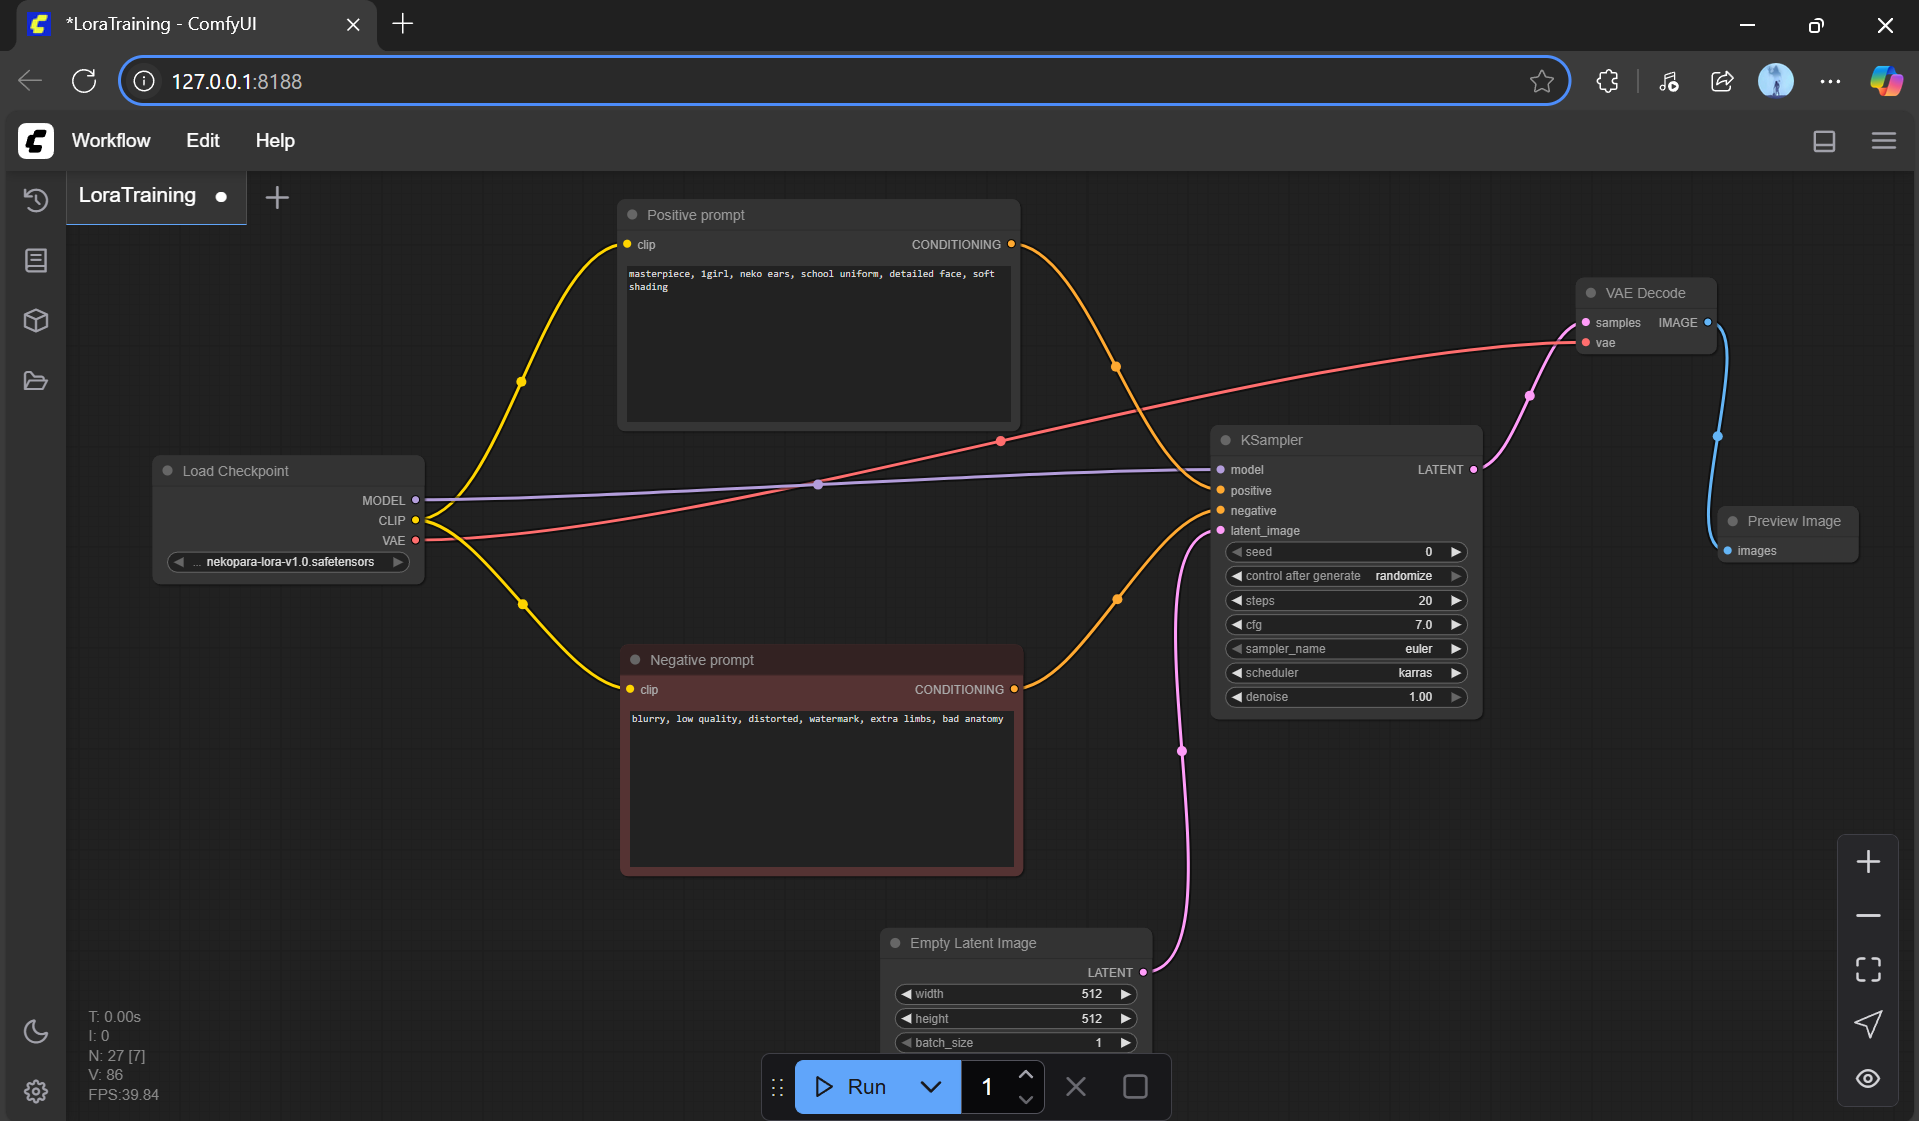 *LoraTraining - ComfyUI
127.0.0.1:8188
Workflow Edit Help
LoraTraining
Positive prompt
clip CONDITIONING
masterpiece, 1girl, neko ears, school uniform, detailed face, soft
shading
VAE Decode
samples IMAGE
vae
Load Checkpoint
MODEL
CLIP
VAE
... nekopara-lora-v1.0.safetensors
KSampler
model LATENT
positive
negative
latent_image
seed 0
control after generate randomize
steps 20
cfg 7.0
sampler_name euler
scheduler karras
denoise 1.00
Preview Image
images
Negative prompt
clip CONDITIONING
blurry, low quality, distorted, watermark, extra limbs, bad anatomy
Empty Latent Image
LATENT
width 512
height 512
batch_size 1
T: 0.00s
I: 0
N: 27 [7]
V: 86
FPS:39.84
Run 1